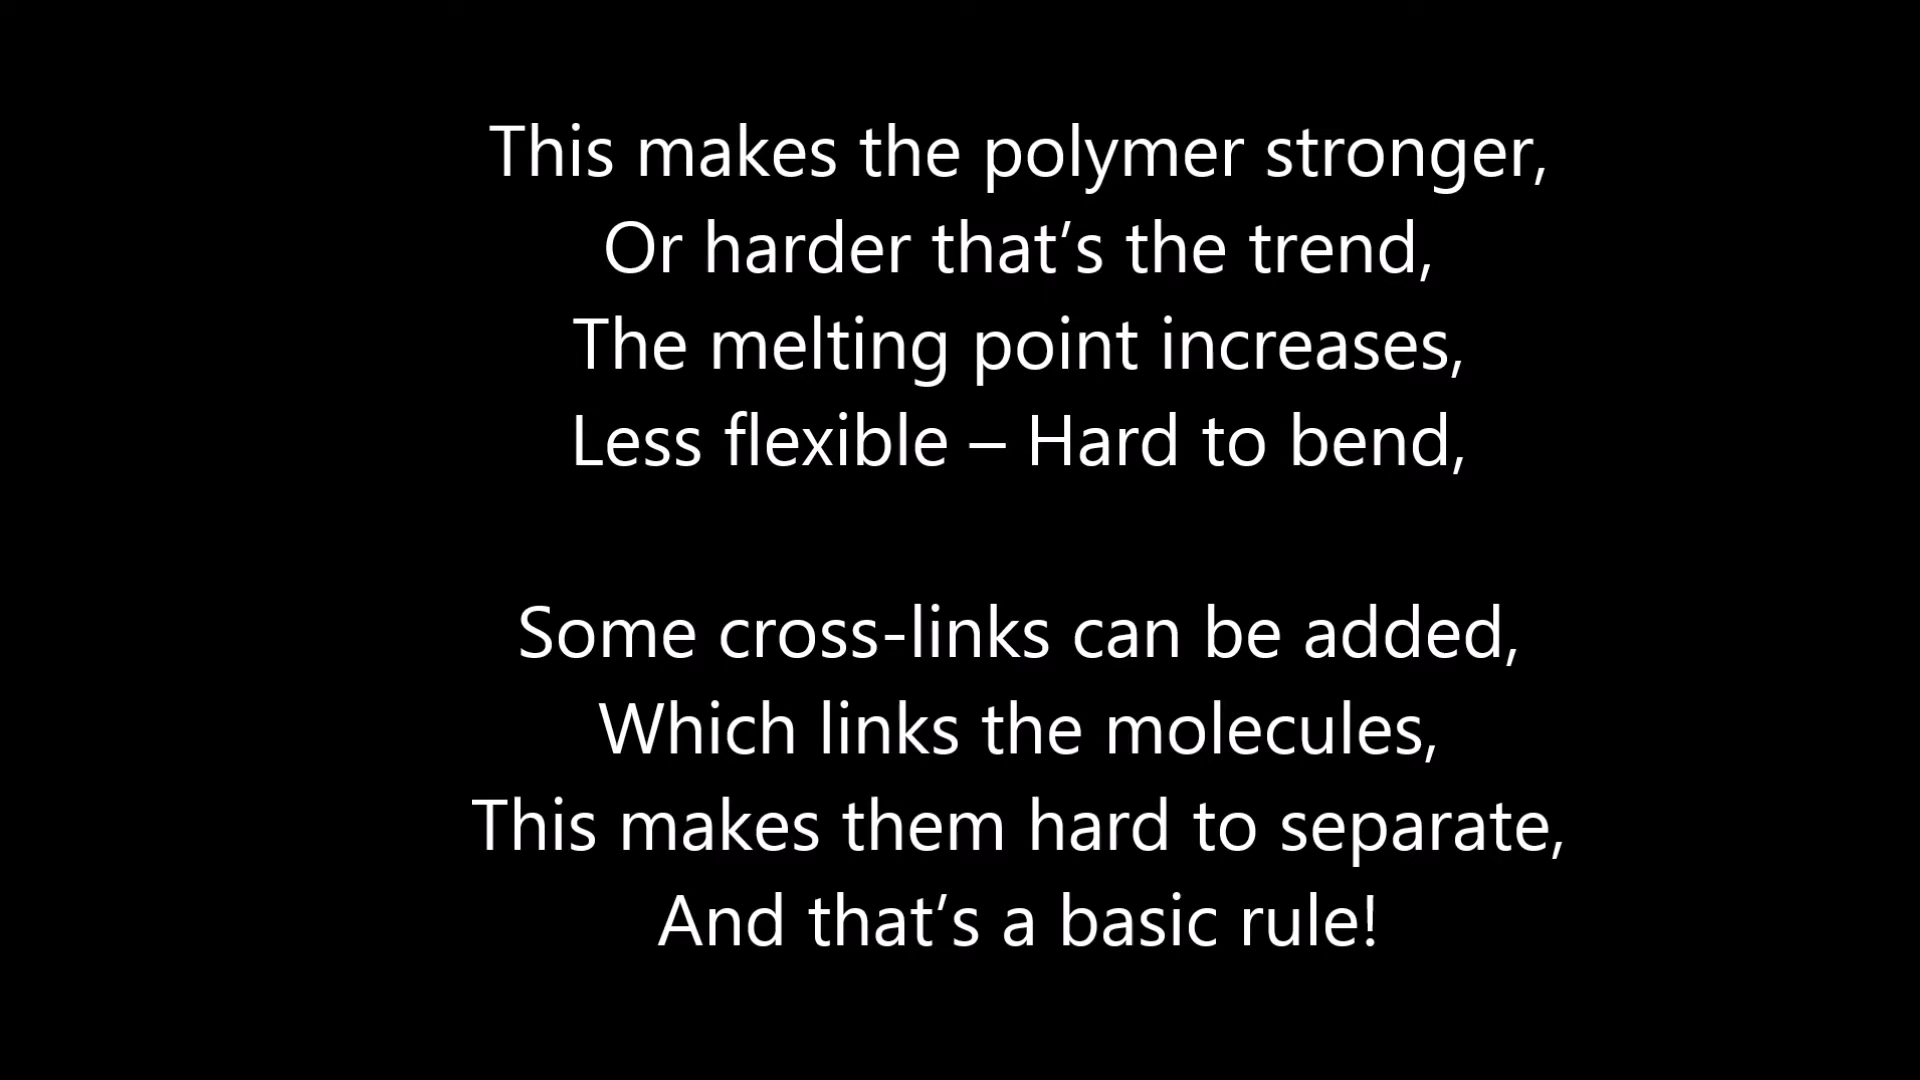 This makes the polymer stronger,
Or harder that’s the trend,
The melting point increases,
Less flexible – Hard to bend,
Some cross-links can be added,
Which links the molecules,
This makes them hard to separate,
And that’s a basic rule!